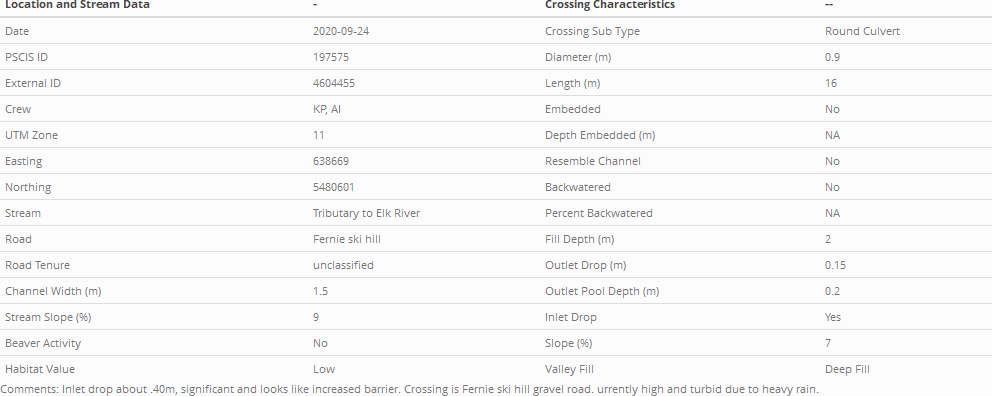 Location and Stream Data - Crossing Characteristics --
Date 2020-09-24 Crossing Sub Type Round Culvert
PSCIS ID 197575 Diameter (m) 0.9
External ID 4604455 Length (m) 16
Crew KP, AI Embedded No
UTM Zone 11 Depth Embedded (m) NA
Easting 638669 Resemble Channel No
Northing 5480601 Backwatered No
Stream Tributary to Elk River Percent Backwatered NA
Road Fernie ski hill Fill Depth (m) 2
Road Tenure unclassified Outlet Drop (m) 0.15
Channel Width (m) 1.5 Outlet Pool Depth (m) 0.2
Stream Slope (%) 9 Inlet Drop Yes
Beaver Activity No Slope (%) 7
Habitat Value Low Valley Fill Deep Fill
Comments: Inlet drop about .40m, significant and looks like increased barrier. Crossing is Fernie ski hill gravel road. urrently high and turbid due to heavy rain.